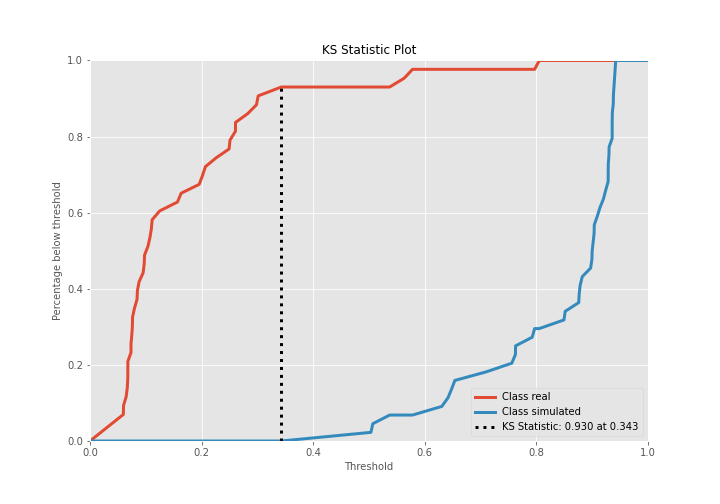 KS Statistic Plot
1.0
0.8
0.6
0.4
0.2
0.0
Percentage below threshold
0.0 0.2 0.4 0.6 0.8 1.0
Threshold
Class real
Class simulated
KS Statistic: 0.930 at 0.343